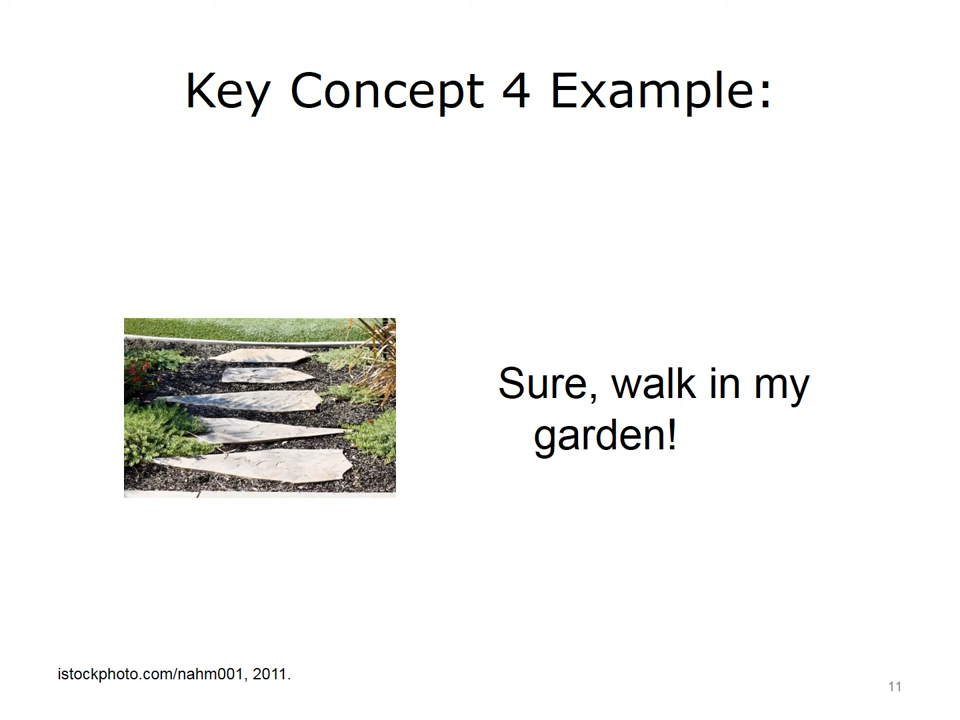 Key Concept 4 Example:
Sure, walk in my
garden!
istockphoto.com/nahm001, 2011.
11